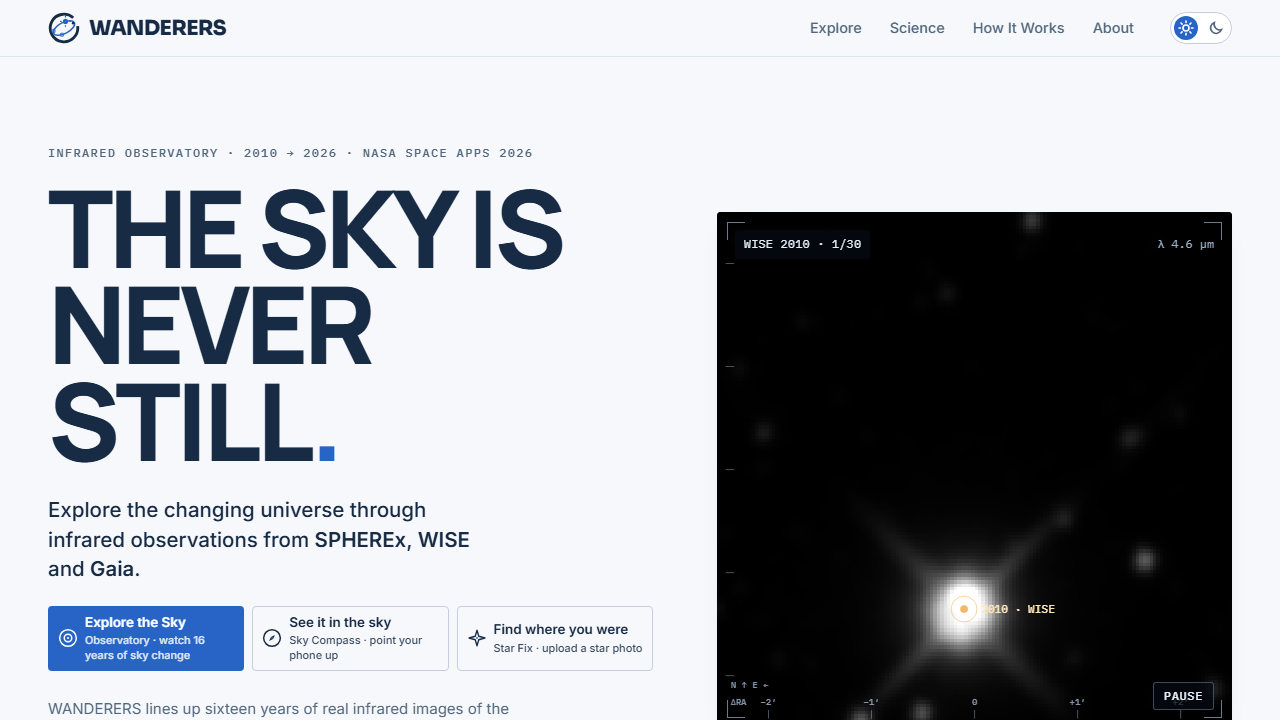 WANDERERS
Explore
Science
How It Works
About
INFRARED OBSERVATORY · 2010 → 2026 · NASA SPACE APPS 2026
THE SKY IS
NEVER
STILL.
Explore the changing universe through
infrared observations from SPHEREx, WISE
and Gaia.
Explore the Sky
Observatory · watch 16
years of sky change
See it in the sky
Sky Compass · point your
phone up
Find where you were
Star Fix · upload a star photo
WANDERERS lines up sixteen years of real infrared images of the
WISE 2010 · 1/30
λ 4.6 µm
2010 · WISE
N ↑ E ←
ΔRA −2′ −1′ 0 +1′ +2′
PAUSE